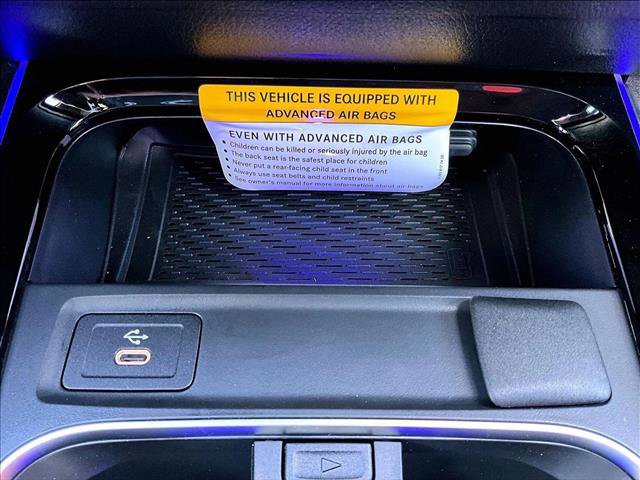 THIS VEHICLE IS EQUIPPED WITH
ADVANCED AIR BAGS
EVEN WITH ADVANCED AIR BAGS
• Children can be killed or seriously injured by the air bag
• The back seat is the safest place for children
• Never put a rear-facing child seat in the front
• Always use seat belts and child restraints
• See owner's manual for more information about air bags